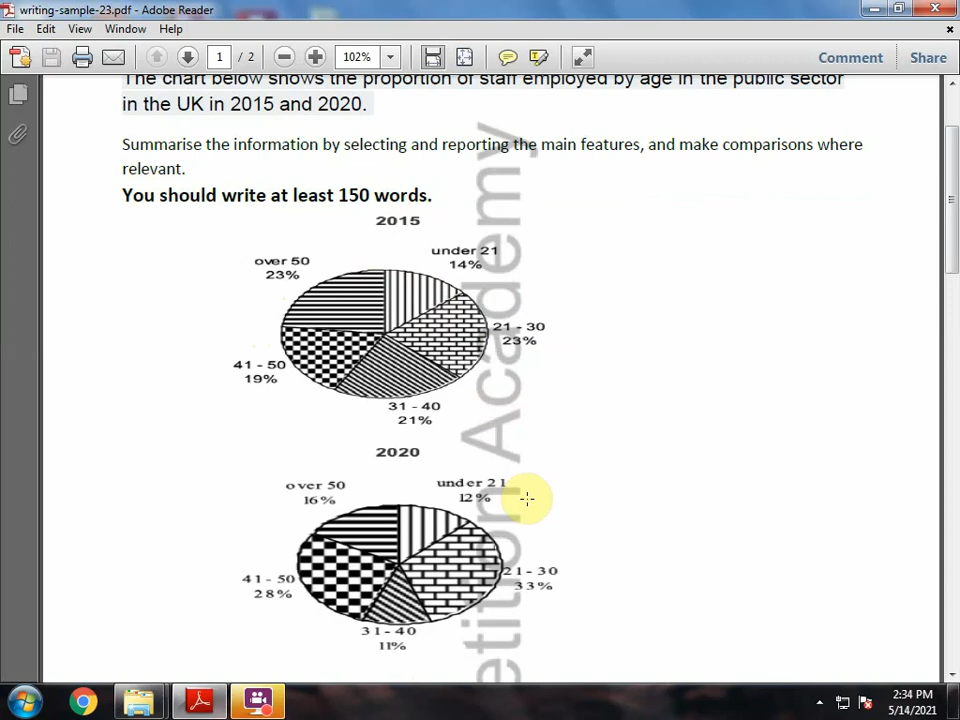 writing-sample-23.pdf - Adobe Reader
File Edit View Window Help
1 / 2 102% Comment Share
The chart below shows the proportion of staff employed by age in the public sector
in the UK in 2015 and 2020.
Summarise the information by selecting and reporting the main features, and make comparisons where
relevant.
You should write at least 150 words.
2015
under 21
14%
over 50
23%
21 - 30
23%
41 - 50
19%
31 - 40
21%
2020
under 21
12%
over 50
16%
21 - 30
33%
41 - 50
28%
31 - 40
11%
etition Academy
2:34 PM
5/14/2021